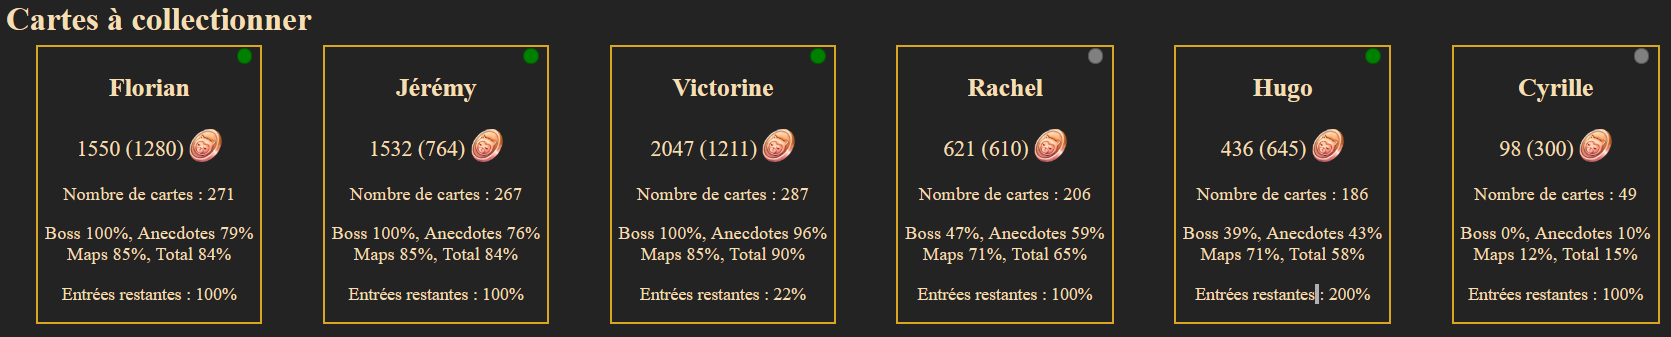 Cartes à collectionner
Florian
1550 (1280)
Nombre de cartes : 271
Boss 100%, Anecdotes 79%
Maps 85%, Total 84%
Entrées restantes : 100%
Jérémy
1532 (764)
Nombre de cartes : 267
Boss 100%, Anecdotes 76%
Maps 85%, Total 84%
Entrées restantes : 100%
Victorine
2047 (1211)
Nombre de cartes : 287
Boss 100%, Anecdotes 96%
Maps 85%, Total 90%
Entrées restantes : 22%
Rachel
621 (610)
Nombre de cartes : 206
Boss 47%, Anecdotes 59%
Maps 71%, Total 65%
Entrées restantes : 100%
Hugo
436 (645)
Nombre de cartes : 186
Boss 39%, Anecdotes 43%
Maps 71%, Total 58%
Entrées restantes : 200%
Cyrille
98 (300)
Nombre de cartes : 49
Boss 0%, Anecdotes 10%
Maps 12%, Total 15%
Entrées restantes : 100%